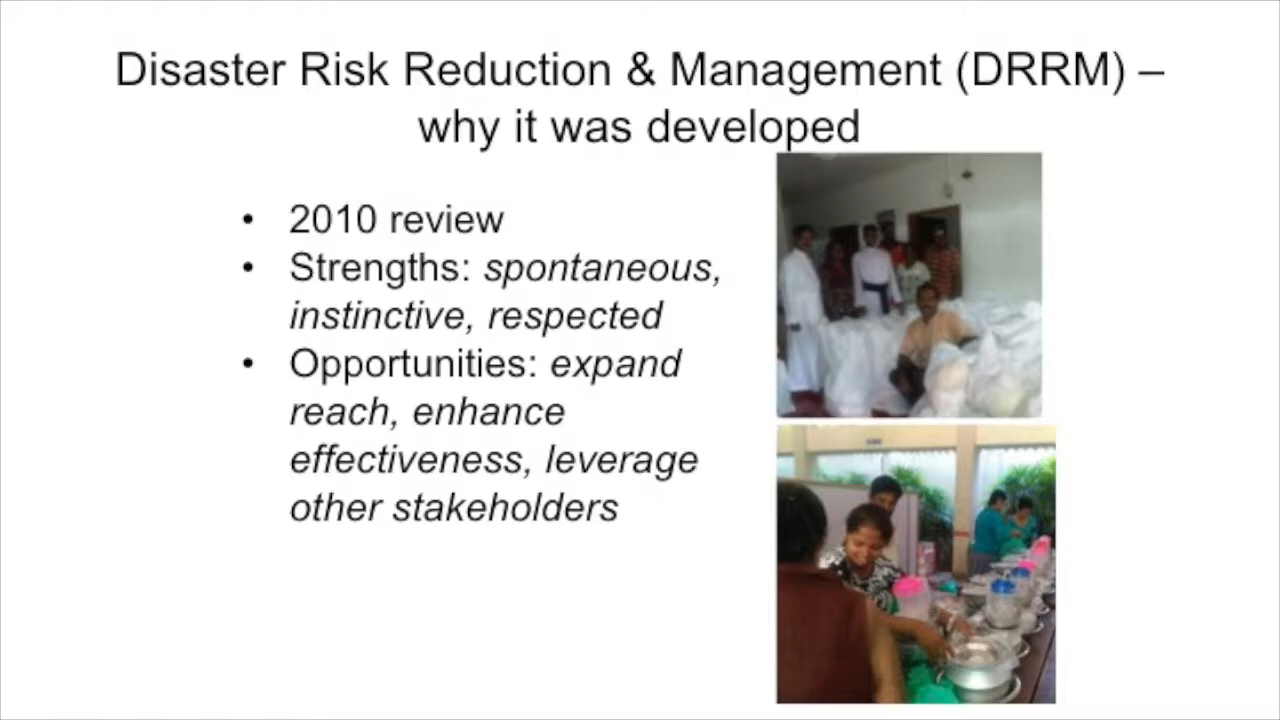 Disaster Risk Reduction & Management (DRRM) –
why it was developed
• 2010 review
• Strengths: spontaneous,
instinctive, respected
• Opportunities: expand
reach, enhance
effectiveness, leverage
other stakeholders